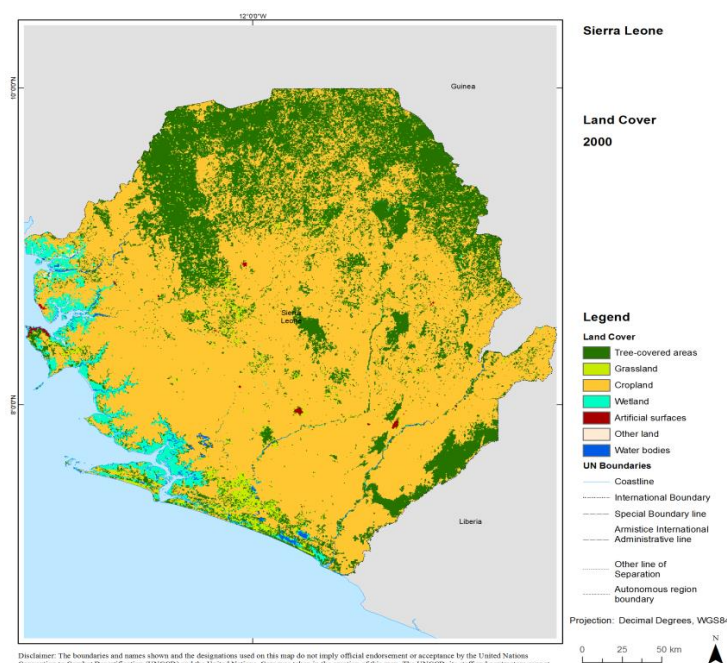 12°0'0"W
Sierra Leone
10°0'0"N
Guinea
Land Cover
2000
Sierra
Leone
Legend
Land Cover
Tree-covered areas
Grassland
Cropland
8°0'0"N
Wetland
Artificial surfaces
Other land
Water bodies
UN Boundaries
Coastline
International Boundary
Special Boundary line
Liberia
Armistice International
Administrative line
Other line of
Separation
Autonomous region
boundary
Projection: Decimal Degrees, WGS84
N
0 25 50 km
Disclaimer: The boundaries and names shown and the designations used on this map do not imply official endorsement or acceptance by the United Nations